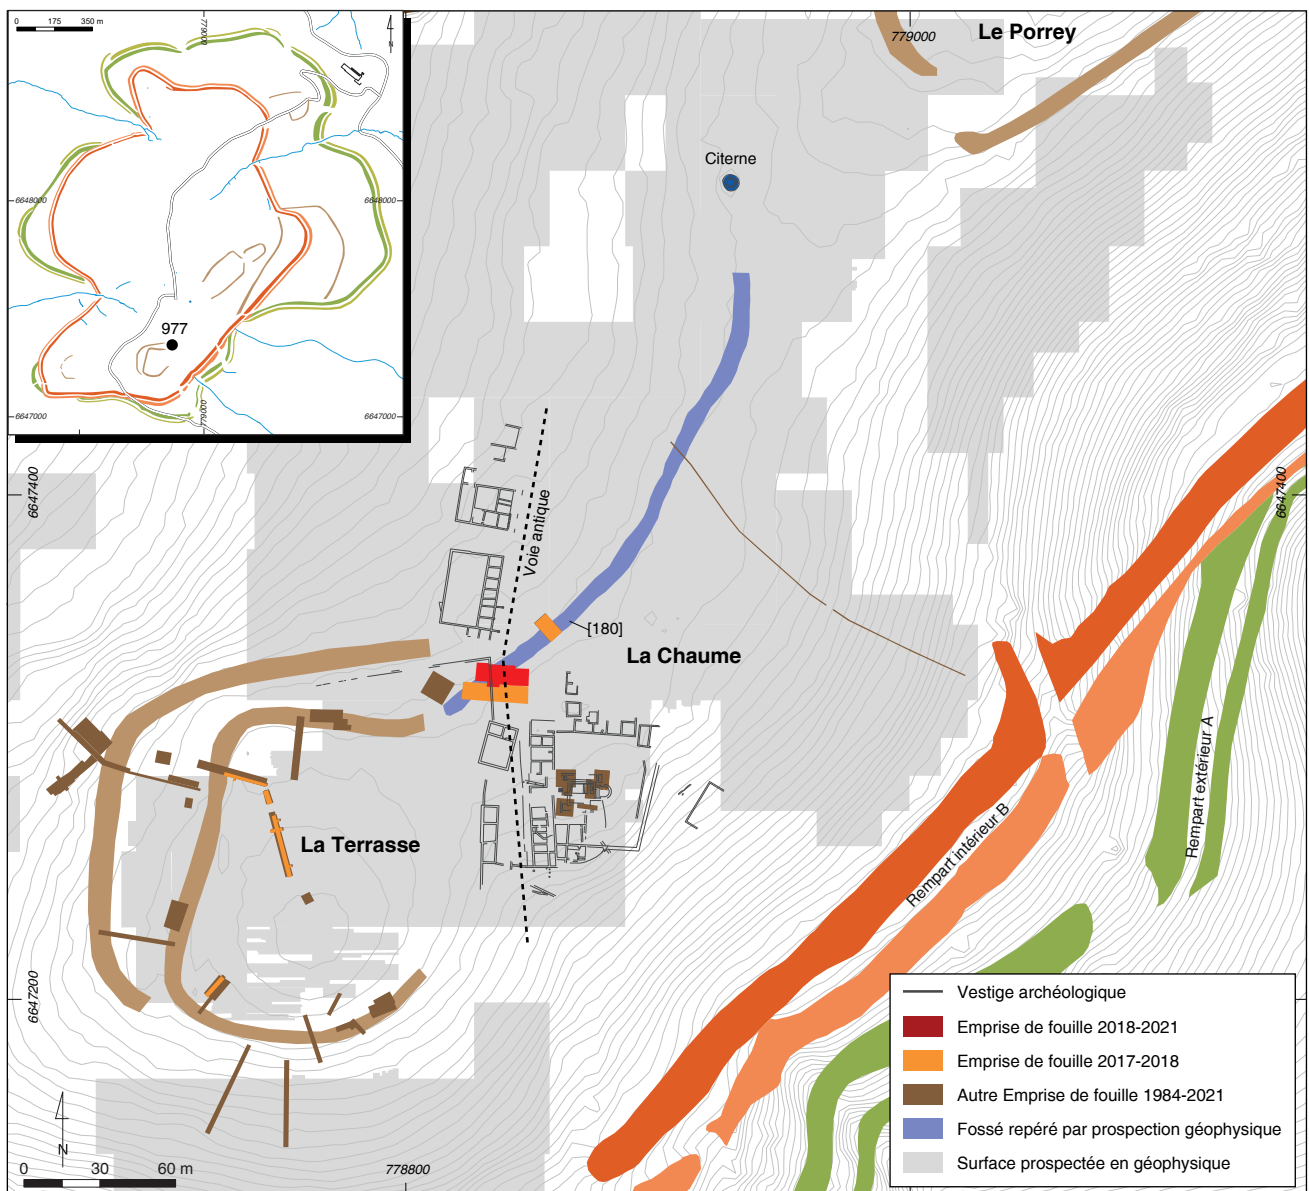 0 175 350 m
779000
N
6648000
6648000
977
6647000
6647000
779000
779000
Le Porrey
Citerne
6647400
6647400
Voie antique
[180]
La Chaume
La Terrasse
Rempart intérieur B
Rempart extérieur A
6647200
N
0 30 60 m
778800
Vestige archéologique
Emprise de fouille 2018-2021
Emprise de fouille 2017-2018
Autre Emprise de fouille 1984-2021
Fossé repéré par prospection géophysique
Surface prospectée en géophysique